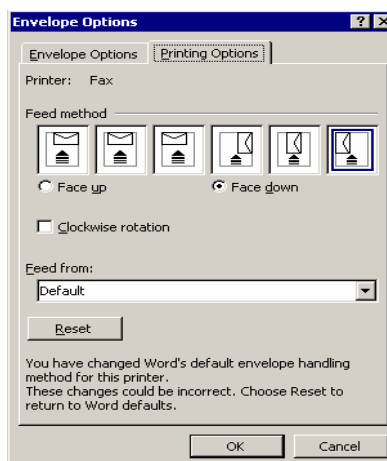 Envelope Options
Envelope Options Printing Options
Printer: Fax
Feed method
Face up Face down
Clockwise rotation
Feed from:
Default
Reset
You have changed Word's default envelope handling
method for this printer.
These changes could be incorrect. Choose Reset to
return to Word defaults.
OK Cancel